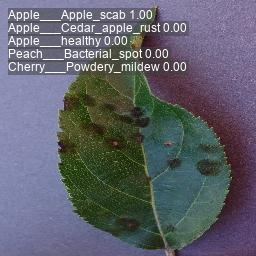 Apple___Apple_scab 1.00
Apple___Cedar_apple_rust 0.00
Apple___healthy 0.00
Peach___Bacterial_spot 0.00
Cherry___Powdery_mildew 0.00